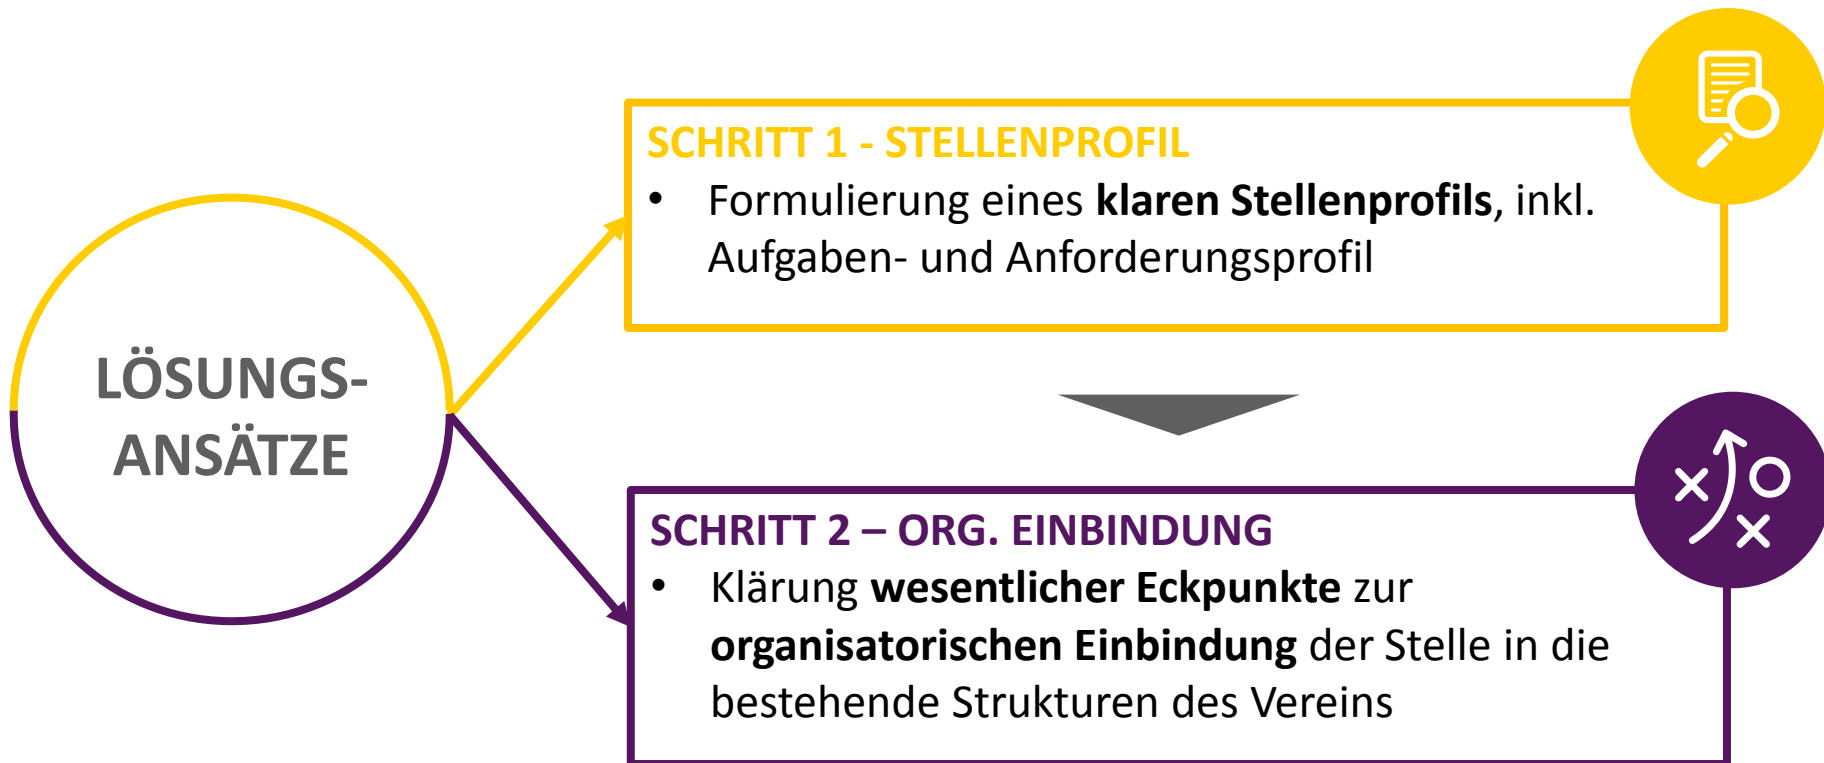 LÖSUNGS-
ANSÄTZE
SCHRITT 1 - STELLENPROFIL
• Formulierung eines klaren Stellenprofils, inkl.
Aufgaben- und Anforderungsprofil
SCHRITT 2 – ORG. EINBINDUNG
• Klärung wesentlicher Eckpunkte zur
organisatorischen Einbindung der Stelle in die
bestehende Strukturen des Vereins